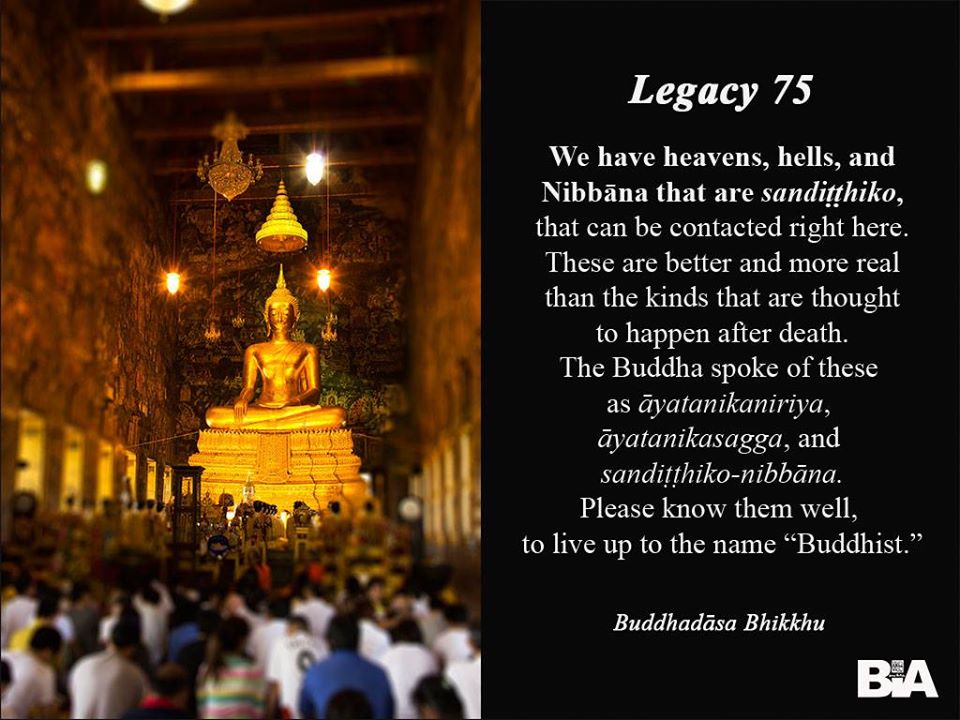 Legacy 75
We have heavens, hells, and
Nibbāna that are sandiṭṭhiko,
that can be contacted right here.
These are better and more real
than the kinds that are thought
to happen after death.
The Buddha spoke of these
as āyatanikaniriya,
āyatanikasagga, and
sandiṭṭhiko-nibbāna.
Please know them well,
to live up to the name “Buddhist.”
Buddhadāsa Bhikkhu
BIA